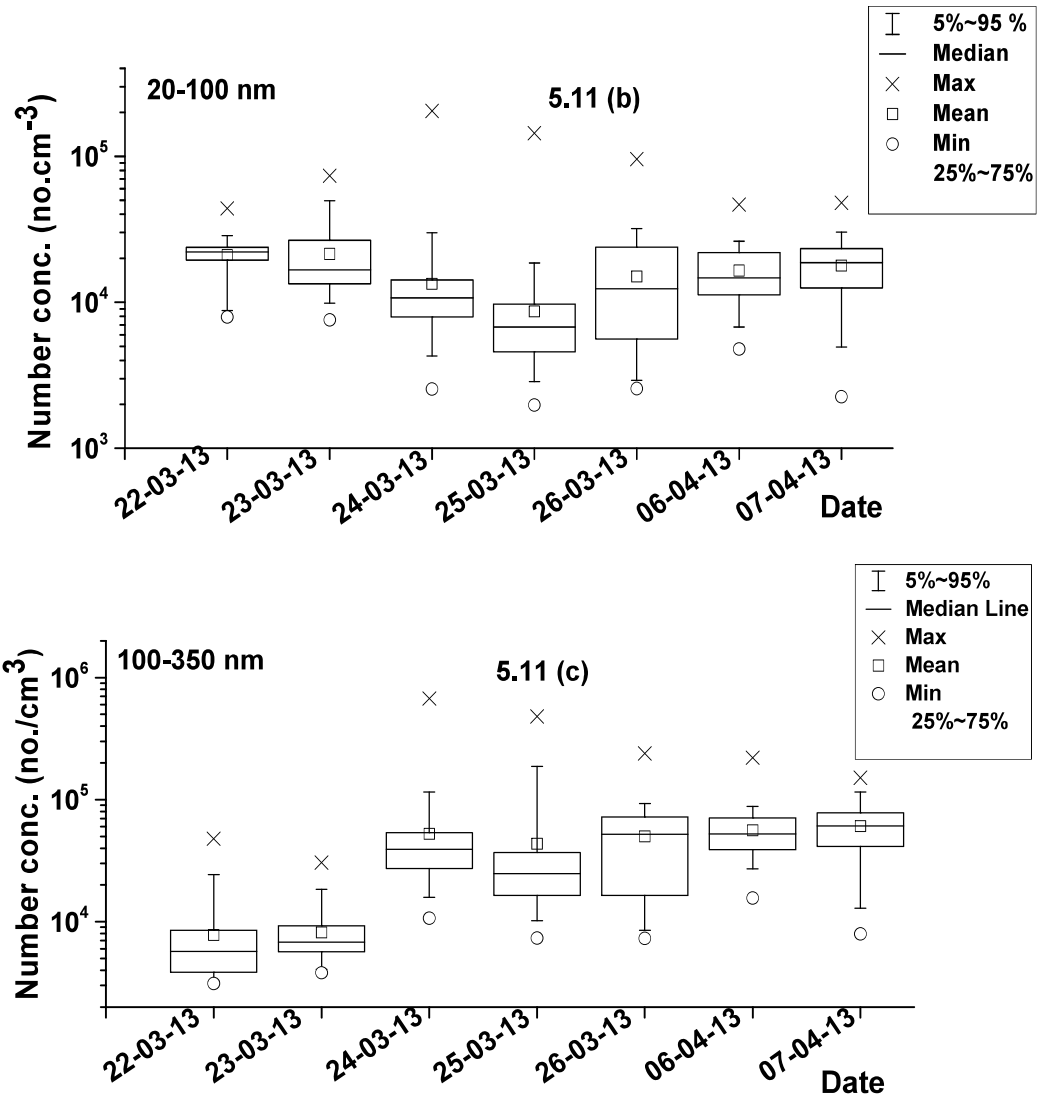 5%~95 %
Median
Max
Mean
Min
25%~75%
20-100 nm
5.11 (b)
Number conc. (no.cm-3)
10^5
10^4
10^3
22-03-13
23-03-13
24-03-13
25-03-13
26-03-13
06-04-13
07-04-13
Date
5%~95%
Median Line
Max
Mean
Min
25%~75%
100-350 nm
5.11 (c)
Number conc. (no./cm3)
10^6
10^5
10^4
22-03-13
23-03-13
24-03-13
25-03-13
26-03-13
06-04-13
07-04-13
Date